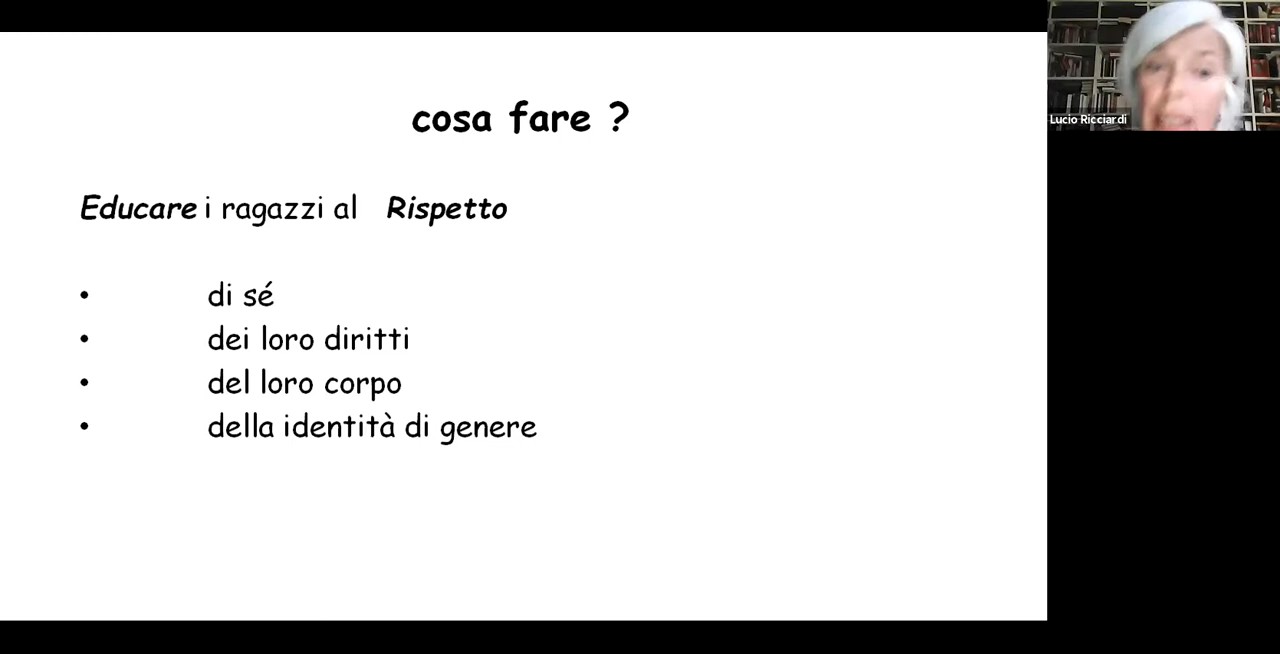 cosa fare ?
Educare i ragazzi al Rispetto
• di sé
• dei loro diritti
• del loro corpo
• della identità di genere
Lucio Ricciardi